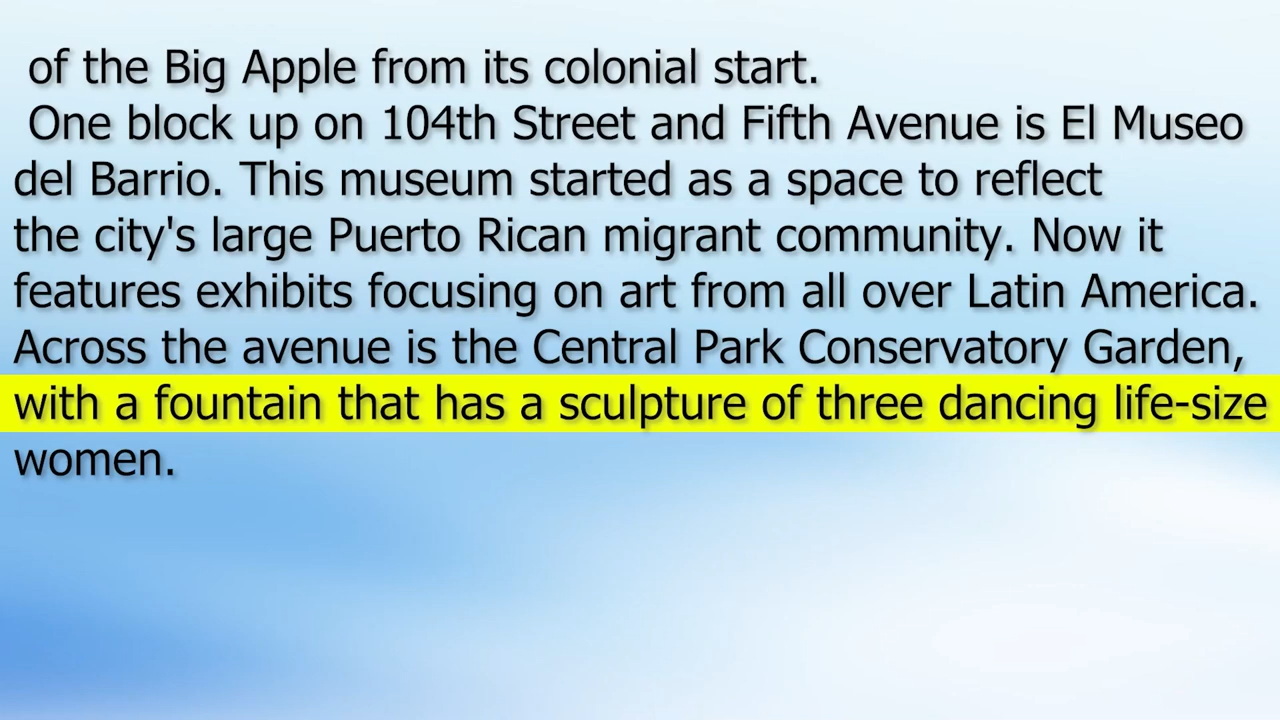 of the Big Apple from its colonial start.
One block up on 104th Street and Fifth Avenue is El Museo
del Barrio. This museum started as a space to reflect
the city's large Puerto Rican migrant community. Now it
features exhibits focusing on art from all over Latin America.
Across the avenue is the Central Park Conservatory Garden,
with a fountain that has a sculpture of three dancing life-size
women.